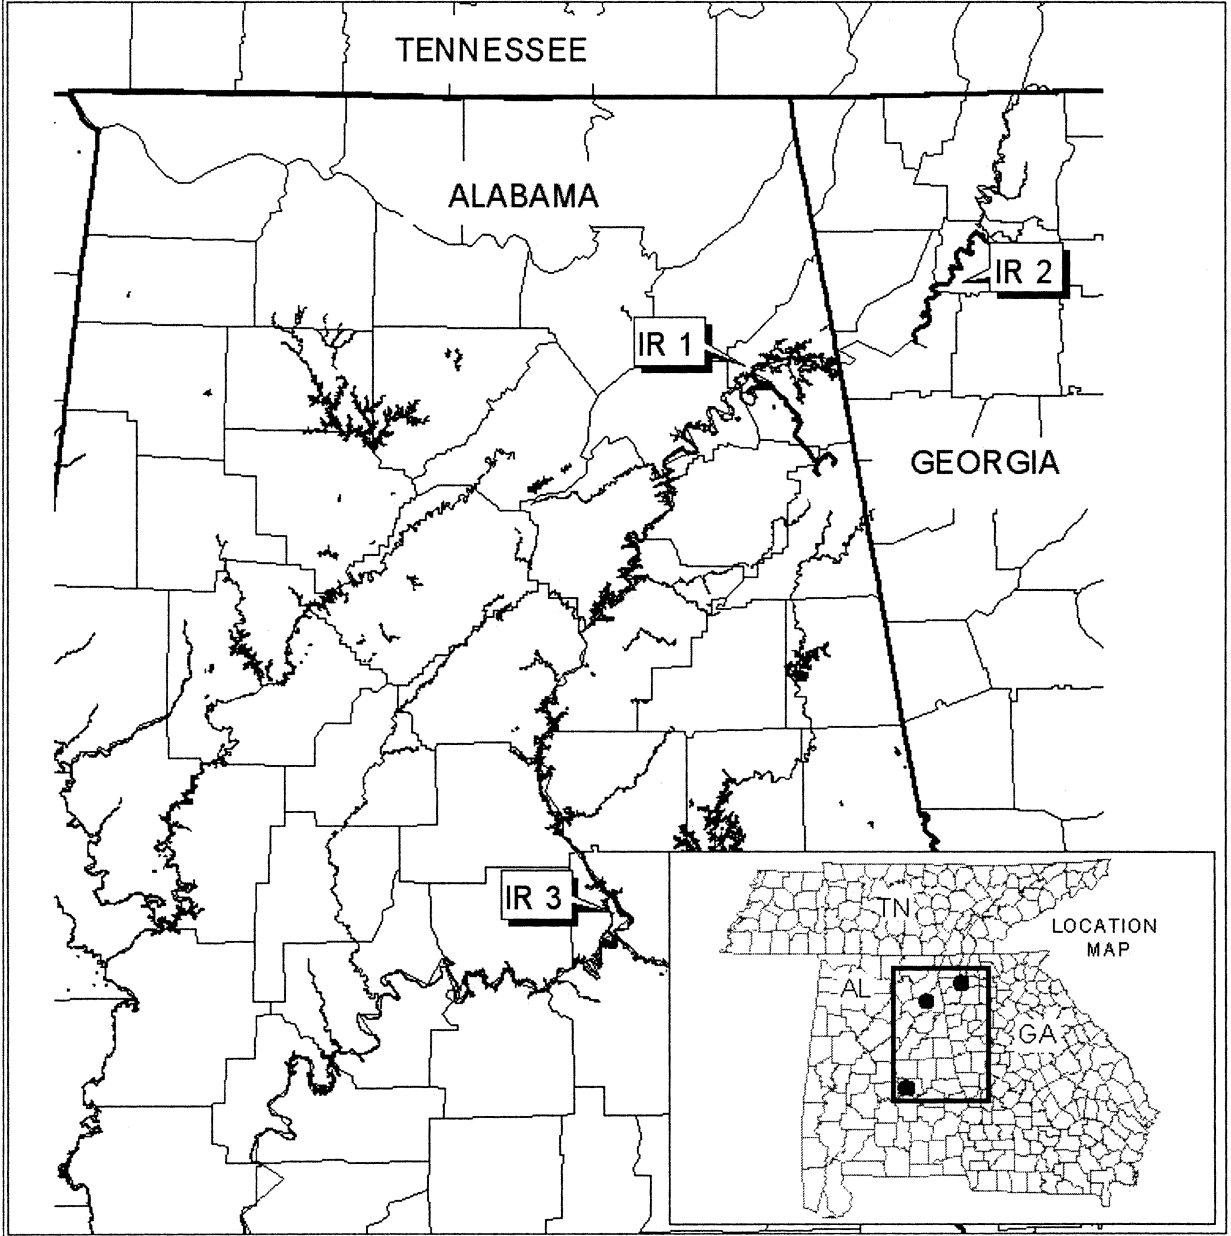 TENNESSEE
ALABAMA
IR 2
IR 1
GEORGIA
IR 3
TN
LOCATION
MAP
AL
GA